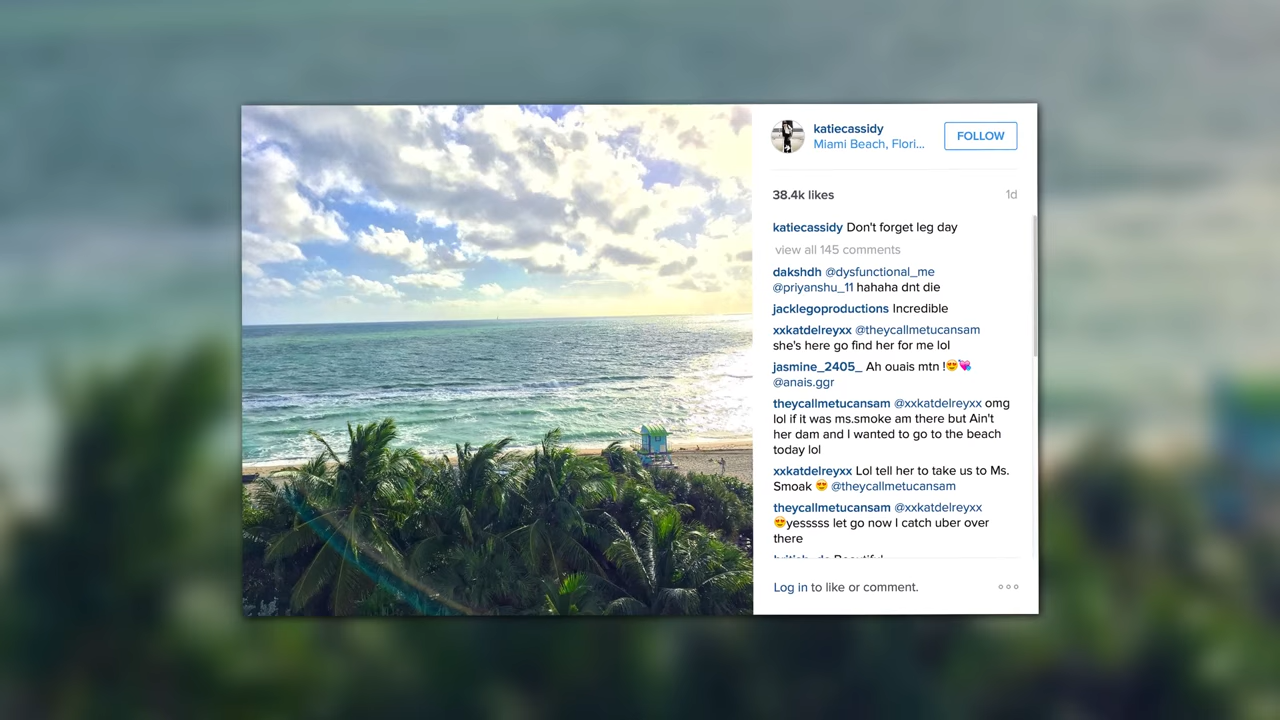 katiecassidy
Miami Beach, Flori...
FOLLOW
38.4k likes
1d
katiecassidy Don't forget leg day
view all 145 comments
dakshdh @dysfunctional_me
@priyanshu_11 hahaha dnt die
jacklegoproductions Incredible
xxkatdelreyxx @theycallmetucansam
she's here go find her for me lol
jasmine_2405_ Ah ouais mtn !😍💘
@anais.ggr
theycallmetucansam @xxkatdelreyxx omg
lol if it was ms.smoke am there but Ain't
her dam and I wanted to go to the beach
today lol
xxkatdelreyxx Lol tell her to take us to Ms.
Smoak 😍 @theycallmetucansam
theycallmetucansam @xxkatdelreyxx
😍yesssss let go now I catch uber over
there
Beautiful
Log in to like or comment.